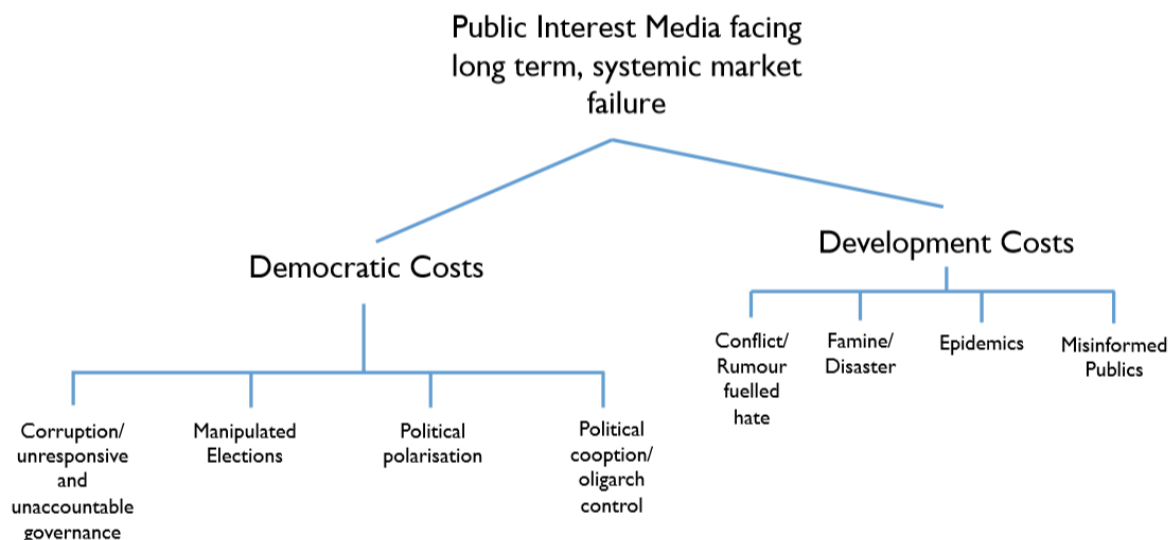 Public Interest Media facing
long term, systemic market
failure
Democratic Costs
Development Costs
Corruption/
unresponsive
and
unaccountable
governance
Manipulated
Elections
Political
polarisation
Political
cooption/
oligarch
control
Conflict/
Rumour
fuelled
hate
Famine/
Disaster
Epidemics
Misinformed
Publics